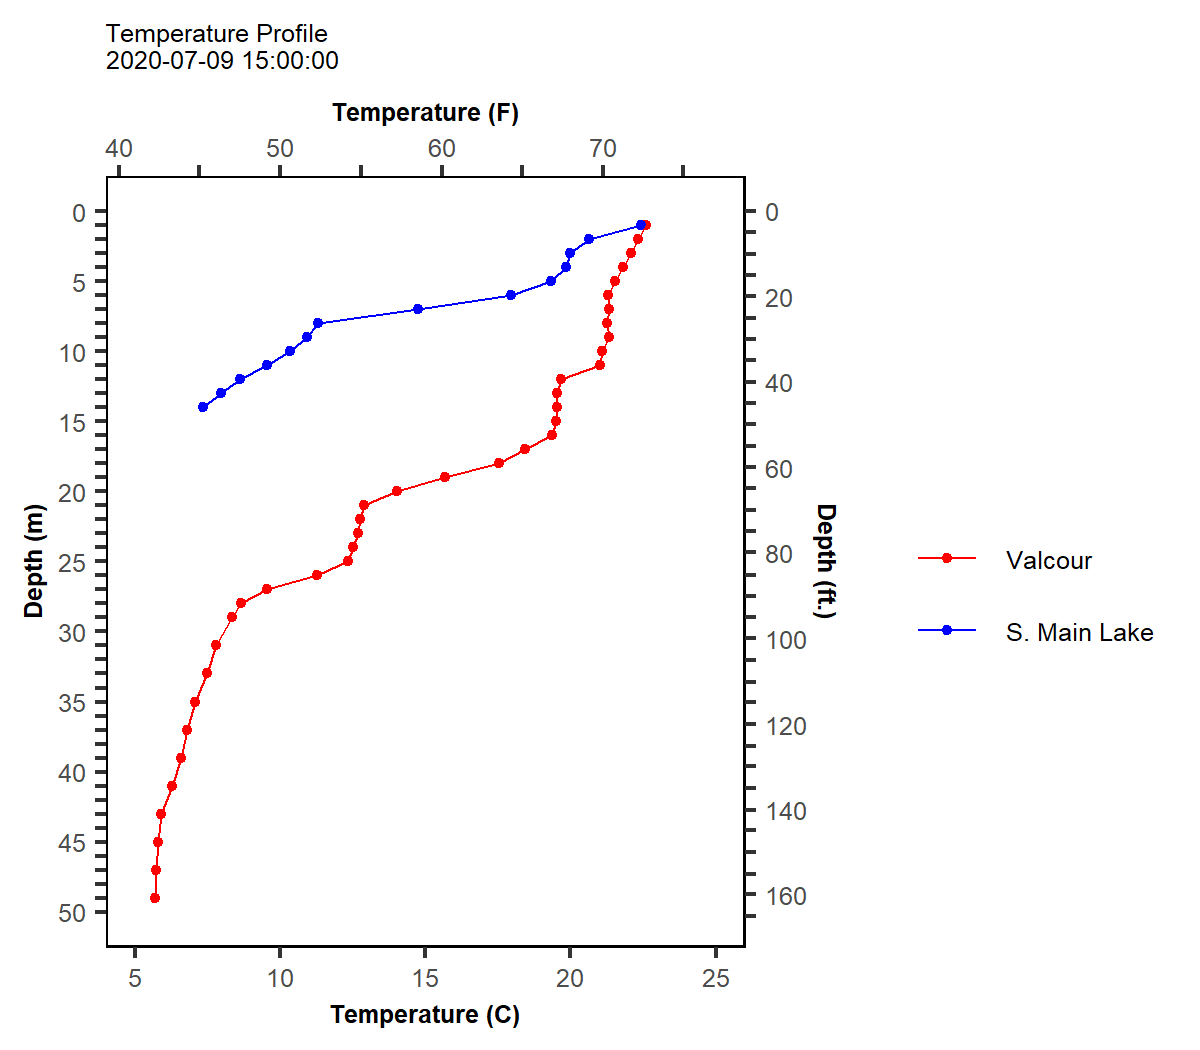 Temperature Profile
2020-07-09 15:00:00
Temperature (F)
40 50 60 70
0
5
10
15
20
25
30
35
40
45
50
Depth (m)
0
20
40
60
80
100
120
140
160
Depth (ft.)
Valcour
S. Main Lake
5 10 15 20 25
Temperature (C)